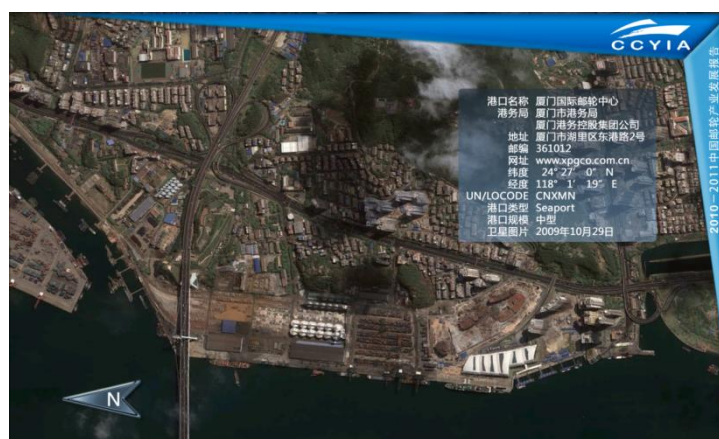 CCYIA
2010-2011中国邮轮产业发展报告
港口名称 厦门国际邮轮中心
港务局 厦门市港务局
厦门港务控股集团公司
地址 厦门市湖里区东港路2号
邮编 361012
网址 www.xpgco.com.cn
纬度 24° 27' 0" N
经度 118° 1' 19" E
UN/LOCODE CNXMN
港口类型 Seaport
港口规模 中型
卫星图片 2009年10月29日
N